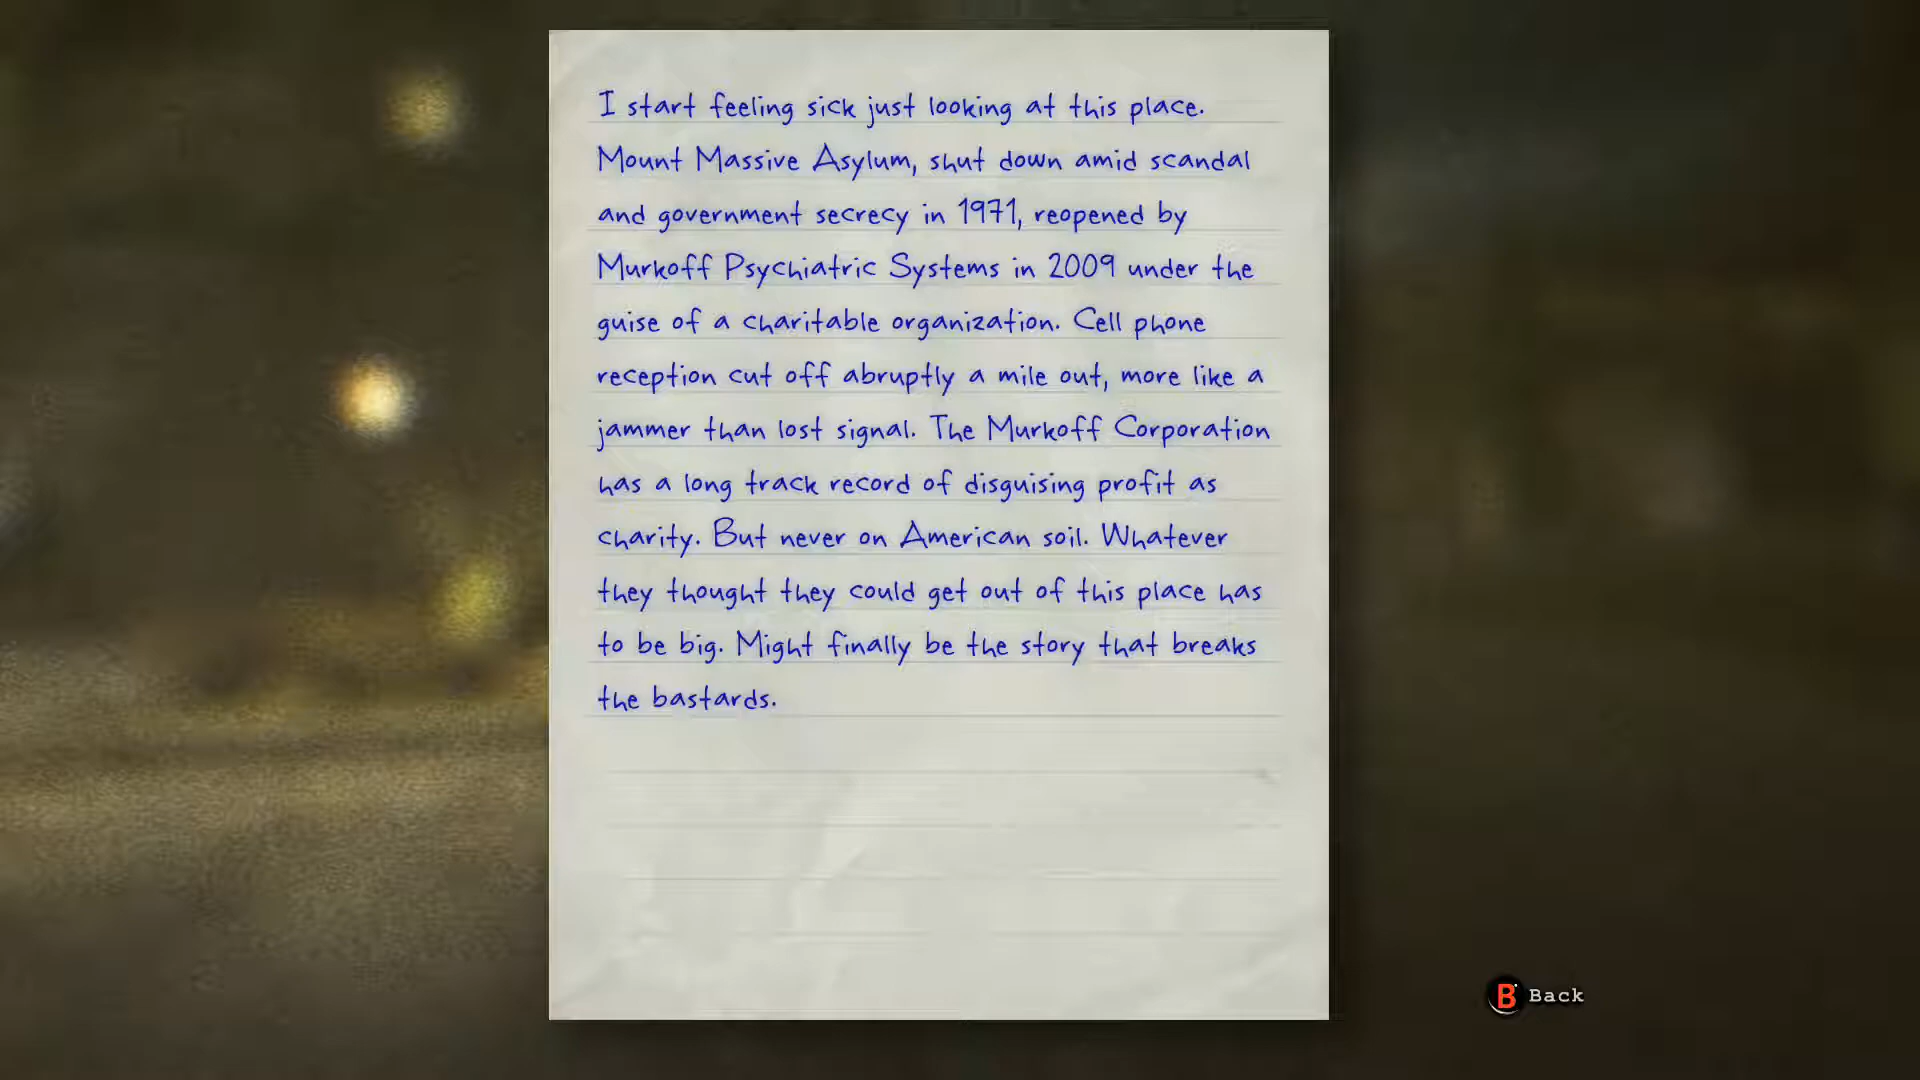 I start feeling sick just looking at this place.
Mount Massive Asylum, shut down amid scandal
and government secrecy in 1971, reopened by
Murkoff Psychiatric Systems in 2009 under the
guise of a charitable organization. Cell phone
reception cut off abruptly a mile out, more like a
jammer than lost signal. The Murkoff Corporation
has a long track record of disguising profit as
charity. But never on American soil. Whatever
they thought they could get out of this place has
to be big. Might finally be the story that breaks
the bastards.
B Back